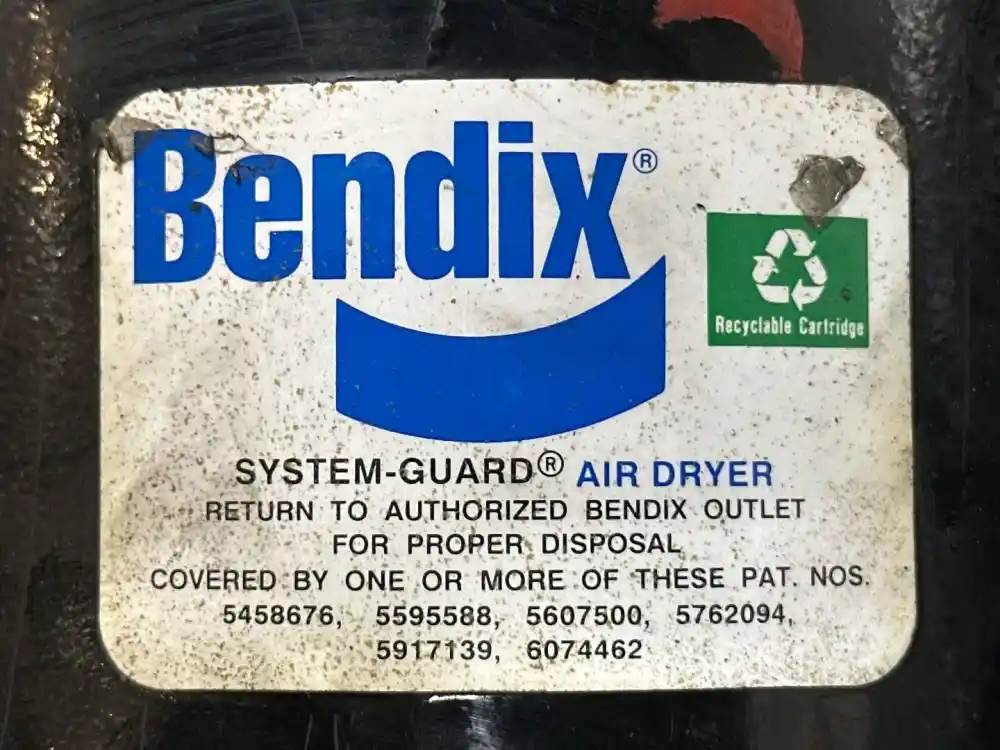 Bendix®
Recyclable Cartridge
SYSTEM-GUARD® AIR DRYER
RETURN TO AUTHORIZED BENDIX OUTLET
FOR PROPER DISPOSAL
COVERED BY ONE OR MORE OF THESE PAT. NOS.
5458676, 5595588, 5607500, 5762094,
5917139, 6074462